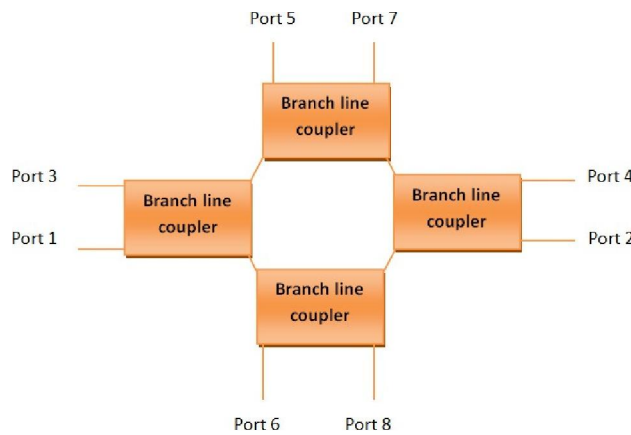 Port 5
Port 7
Branch line
coupler
Port 3
Branch line
coupler
Port 1
Branch line
coupler
Port 4
Port 2
Branch line
coupler
Port 6
Port 8